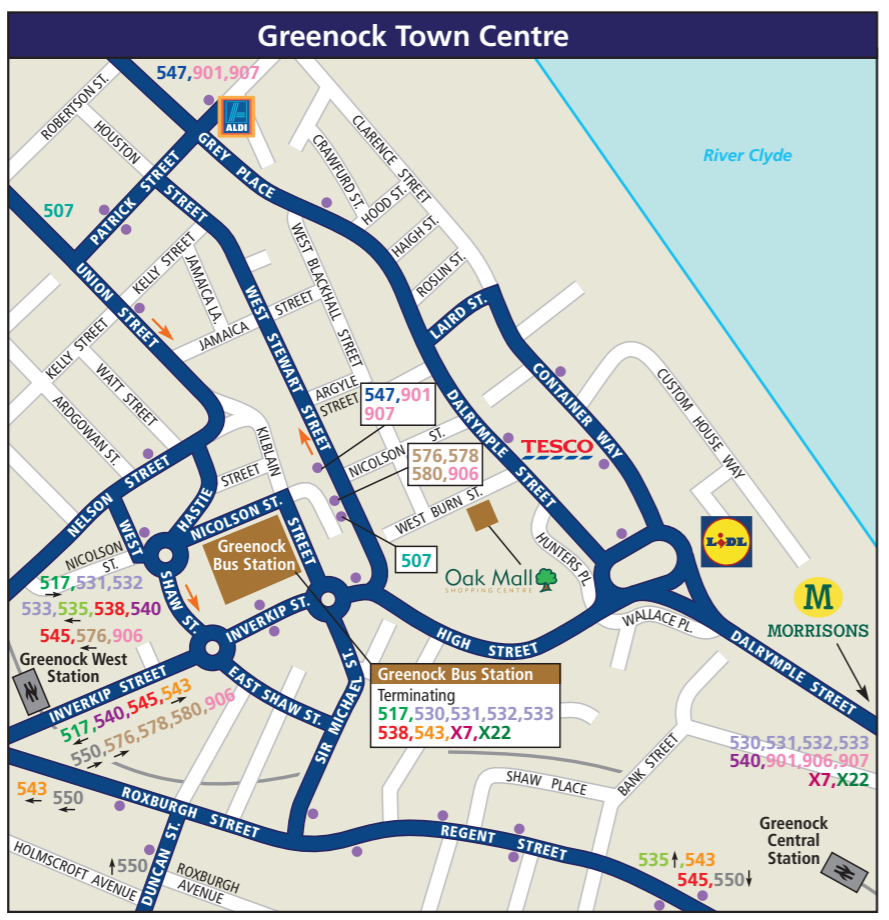 Greenock Town Centre
547,901,907
ALDI
ROBERTSON ST.
HOUSTON
STREET
PATRICK STREET
GREY PLACE
CLARENCE STREET
CRAWFURD ST.
HOOD ST.
HAIGH ST.
ROSLIN ST.
River Clyde
507
UNION STREET
KELLY STREET
JAMAICA LA.
JAMAICA STREET
WEST BLACKHALL STREET
WEST STEWART STREET
LAIRD ST.
KELLY STREET
WATT STREET
ARDGOWAN ST.
ARGYLE
STREET
547,901
907
DALRYMPLE STREET
CONTAINER WAY
CUSTOM HOUSE WAY
TESCO
KILBLAIN
STREET
576,578
580,906
NICOLSON ST.
WEST BURN ST.
NELSON STREET
HASTIE
STREET
WEST
NICOLSON ST.
STREET
Greenock
Bus Station
507
Oak Mall
SHOPPING CENTRE
HUNTERS PL.
LIDL
NICOLSON
ST.
517,531,532
533,535,538,540
545,576,906
SHAW ST.
INVERKIP ST.
HIGH STREET
WALLACE PL.
M
MORRISONS
DALRYMPLE STREET
Greenock West
Station
INVERKIP STREET
EAST SHAW ST.
SIR MICHAEL ST.
Greenock Bus Station
Terminating
517,530,531,532,533
538,543,X7,X22
517,540,545,543
550,576,578,580,906
530,531,532,533
540,901,906,907
X7,X22
543
550
ROXBURGH STREET
SHAW PLACE
BANK STREET
REGENT STREET
Greenock
Central
Station
DUNCAN ST.
550
HOLMSCROFT AVENUE
ROXBURGH
AVENUE
535,543
545,550